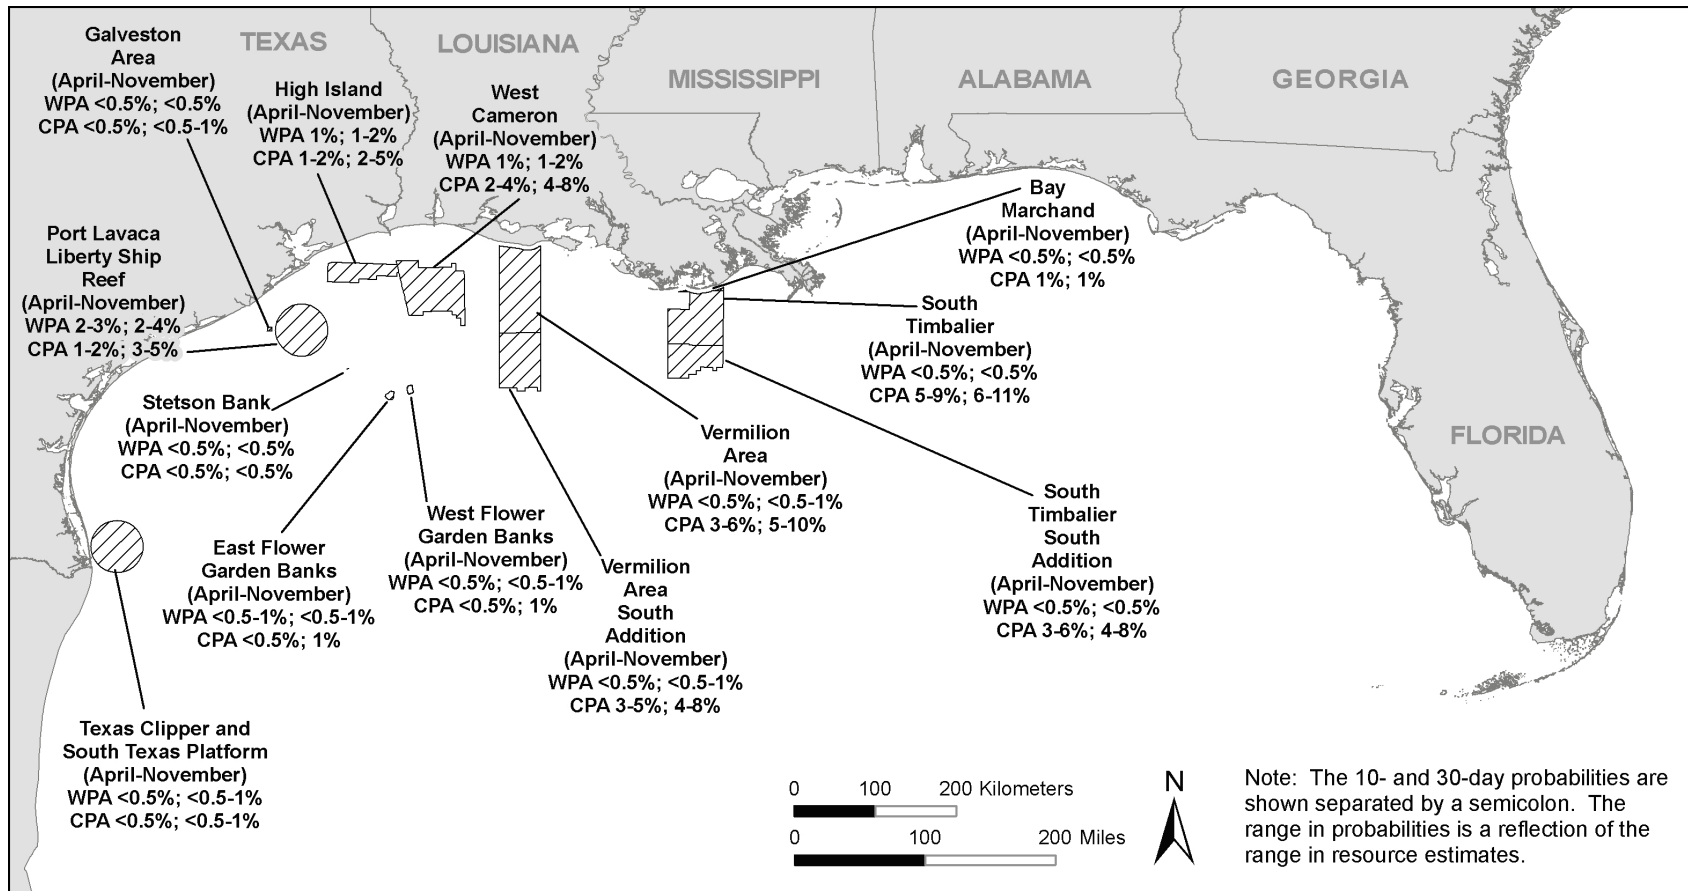 TEXAS
LOUISIANA
MISSISSIPPI
ALABAMA
GEORGIA
FLORIDA
Galveston
Area
(April-November)
WPA <0.5%; <0.5%
CPA <0.5%; <0.5-1%
High Island
(April-November)
WPA 1%; 1-2%
CPA 1-2%; 2-5%
West
Cameron
(April-November)
WPA 1%; 1-2%
CPA 2-4%; 4-8%
Port Lavaca
Liberty Ship
Reef
(April-November)
WPA 2-3%; 2-4%
CPA 1-2%; 3-5%
Bay
Marchand
(April-November)
WPA <0.5%; <0.5%
CPA 1%; 1%
South
Timbalier
(April-November)
WPA <0.5%; <0.5%
CPA 5-9%; 6-11%
Stetson Bank
(April-November)
WPA <0.5%; <0.5%
CPA <0.5%; <0.5%
Vermilion
Area
(April-November)
WPA <0.5%; <0.5-1%
CPA 3-6%; 5-10%
South
Timbalier
South
Addition
(April-November)
WPA <0.5%; <0.5%
CPA 3-6%; 4-8%
West Flower
Garden Banks
(April-November)
WPA <0.5%; <0.5-1%
CPA <0.5%; 1%
East Flower
Garden Banks
(April-November)
WPA <0.5-1%; <0.5-1%
CPA <0.5%; 1%
Vermilion
Area
South
Addition
(April-November)
WPA <0.5%; <0.5-1%
CPA 3-5%; 4-8%
Texas Clipper and
South Texas Platform
(April-November)
WPA <0.5%; <0.5-1%
CPA <0.5%; <0.5-1%
0 100 200 Kilometers
0 100 200 Miles
N
Note: The 10- and 30-day probabilities are
shown separated by a semicolon. The
range in probabilities is a reflection of the
range in resource estimates.